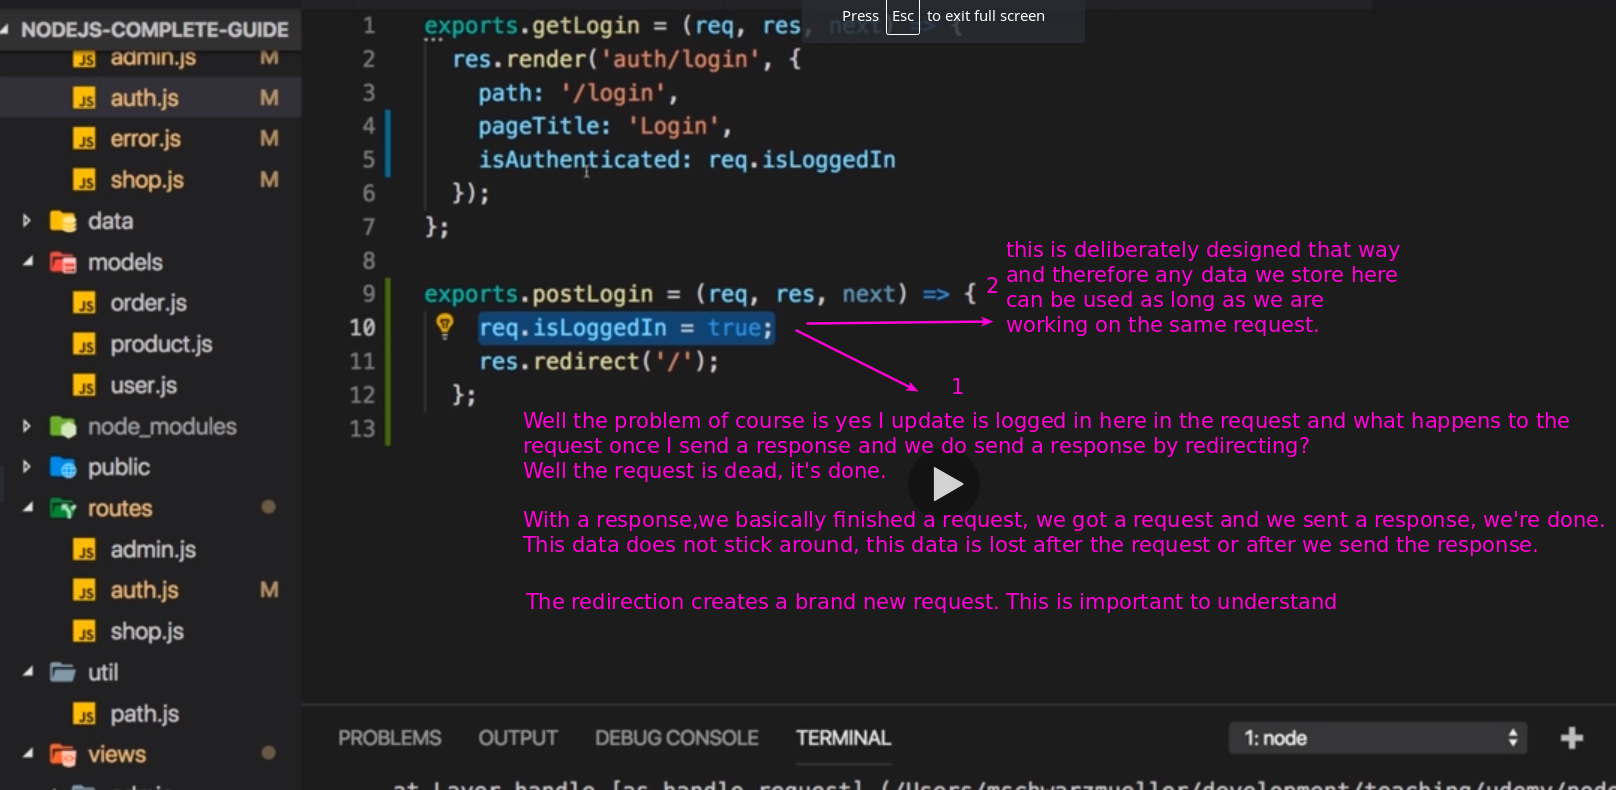 Press Esc to exit full screen
NODEJS-COMPLETE-GUIDE
admin.js M
auth.js M
error.js M
shop.js M
data
models
order.js
product.js
user.js
node_modules
public
routes
admin.js
auth.js M
shop.js
util
path.js
views
1 exports.getLogin = (req, res, next) => {
2 res.render('auth/login', {
3 path: '/login',
4 pageTitle: 'Login',
5 isAuthenticated: req.isLoggedIn
6 });
7 };
8
9 exports.postLogin = (req, res, next) => {
10 req.isLoggedIn = true;
11 res.redirect('/');
12 };
13
2
this is deliberately designed that way
and therefore any data we store here
can be used as long as we are
working on the same request.
1
Well the problem of course is yes I update is logged in here in the request and what happens to the
request once I send a response and we do send a response by redirecting?
Well the request is dead, it's done.
With a response,we basically finished a request, we got a request and we sent a response, we're done.
This data does not stick around, this data is lost after the request or after we send the response.
The redirection creates a brand new request. This is important to understand
PROBLEMS OUTPUT DEBUG CONSOLE TERMINAL 1: node
at Layer.handle [as handle_request] (/Users/mschwarzmueller/development/teaching/udemy/node